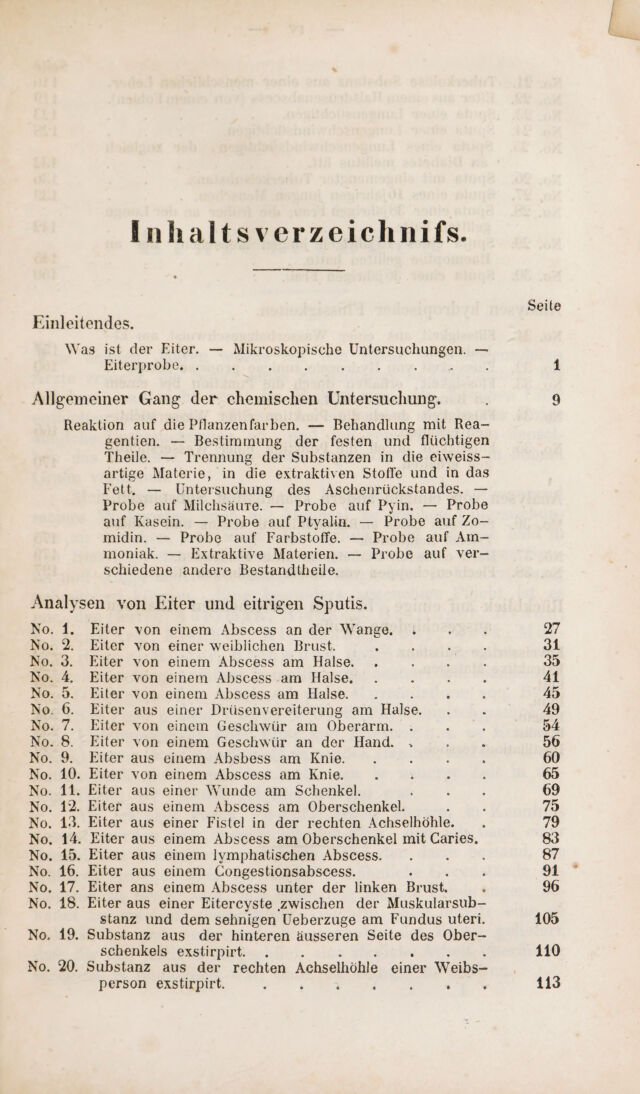 Inhaltsverzeichnifs.
Seite
Einleitendes.
Was ist der Eiter. — Mikroskopische Untersuchungen. —
Eiterprobe. . . . . . . . . . 1
Allgemeiner Gang der chemischen Untersuchung. . 9
Reaktion auf die Pflanzenfarben. — Behandlung mit Rea-
gentien. — Bestimmung der festen und flüchtigen
Theile. — Trennung der Substanzen in die eiweiss-
artige Materie, in die extraktiven Stoffe und in das
Fett. — Untersuchung des Aschenrückstandes. —
Probe auf Milchsäure. — Probe auf Pyin. — Probe
auf Kasein. — Probe auf Ptyalin. — Probe auf Zo-
midin. — Probe auf Farbstoffe. — Probe auf Am-
moniak. — Extraktive Materien. — Probe auf ver-
schiedene andere Bestandtheile.
Analysen von Eiter und eitrigen Sputis.
No. 1. Eiter von einem Abscess an der Wange. . . . 27
No. 2. Eiter von einer weiblichen Brust. . . . . 31
No. 3. Eiter von einem Abscess am Halse. . . . . 35
No. 4. Eiter von einem Abscess am Halse. . . . . 41
No. 5. Eiter von einem Abscess am Halse. . . . . 45
No. 6. Eiter aus einer Drüsenvereiterung am Halse. . . 49
No. 7. Eiter von einem Geschwür am Oberarm. . . . 54
No. 8. Eiter von einem Geschwür an der Hand. . . . 56
No. 9. Eiter aus einem Absbess am Knie. . . . . 60
No. 10. Eiter von einem Abscess am Knie. . . . . 65
No. 11. Eiter aus einer Wunde am Schenkel. . . . 69
No. 12. Eiter aus einem Abscess am Oberschenkel. . . 75
No. 13. Eiter aus einer Fistel in der rechten Achselhöhle. . 79
No. 14. Eiter aus einem Abscess am Oberschenkel mit Caries. 83
No. 15. Eiter aus einem lymphatischen Abscess. . . . 87
No. 16. Eiter aus einem Congestionsabscess. . . . 91
No. 17. Eiter ans einem Abscess unter der linken Brust. . 96
No. 18. Eiter aus einer Eitercyste zwischen der Muskularsub-
stanz und dem sehnigen Ueberzuge am Fundus uteri. 105
No. 19. Substanz aus der hinteren äusseren Seite des Ober-
schenkels exstirpirt. . . . . . . . 110
No. 20. Substanz aus der rechten Achselhöhle einer Weibs-
person exstirpirt. . . . . . . . 113